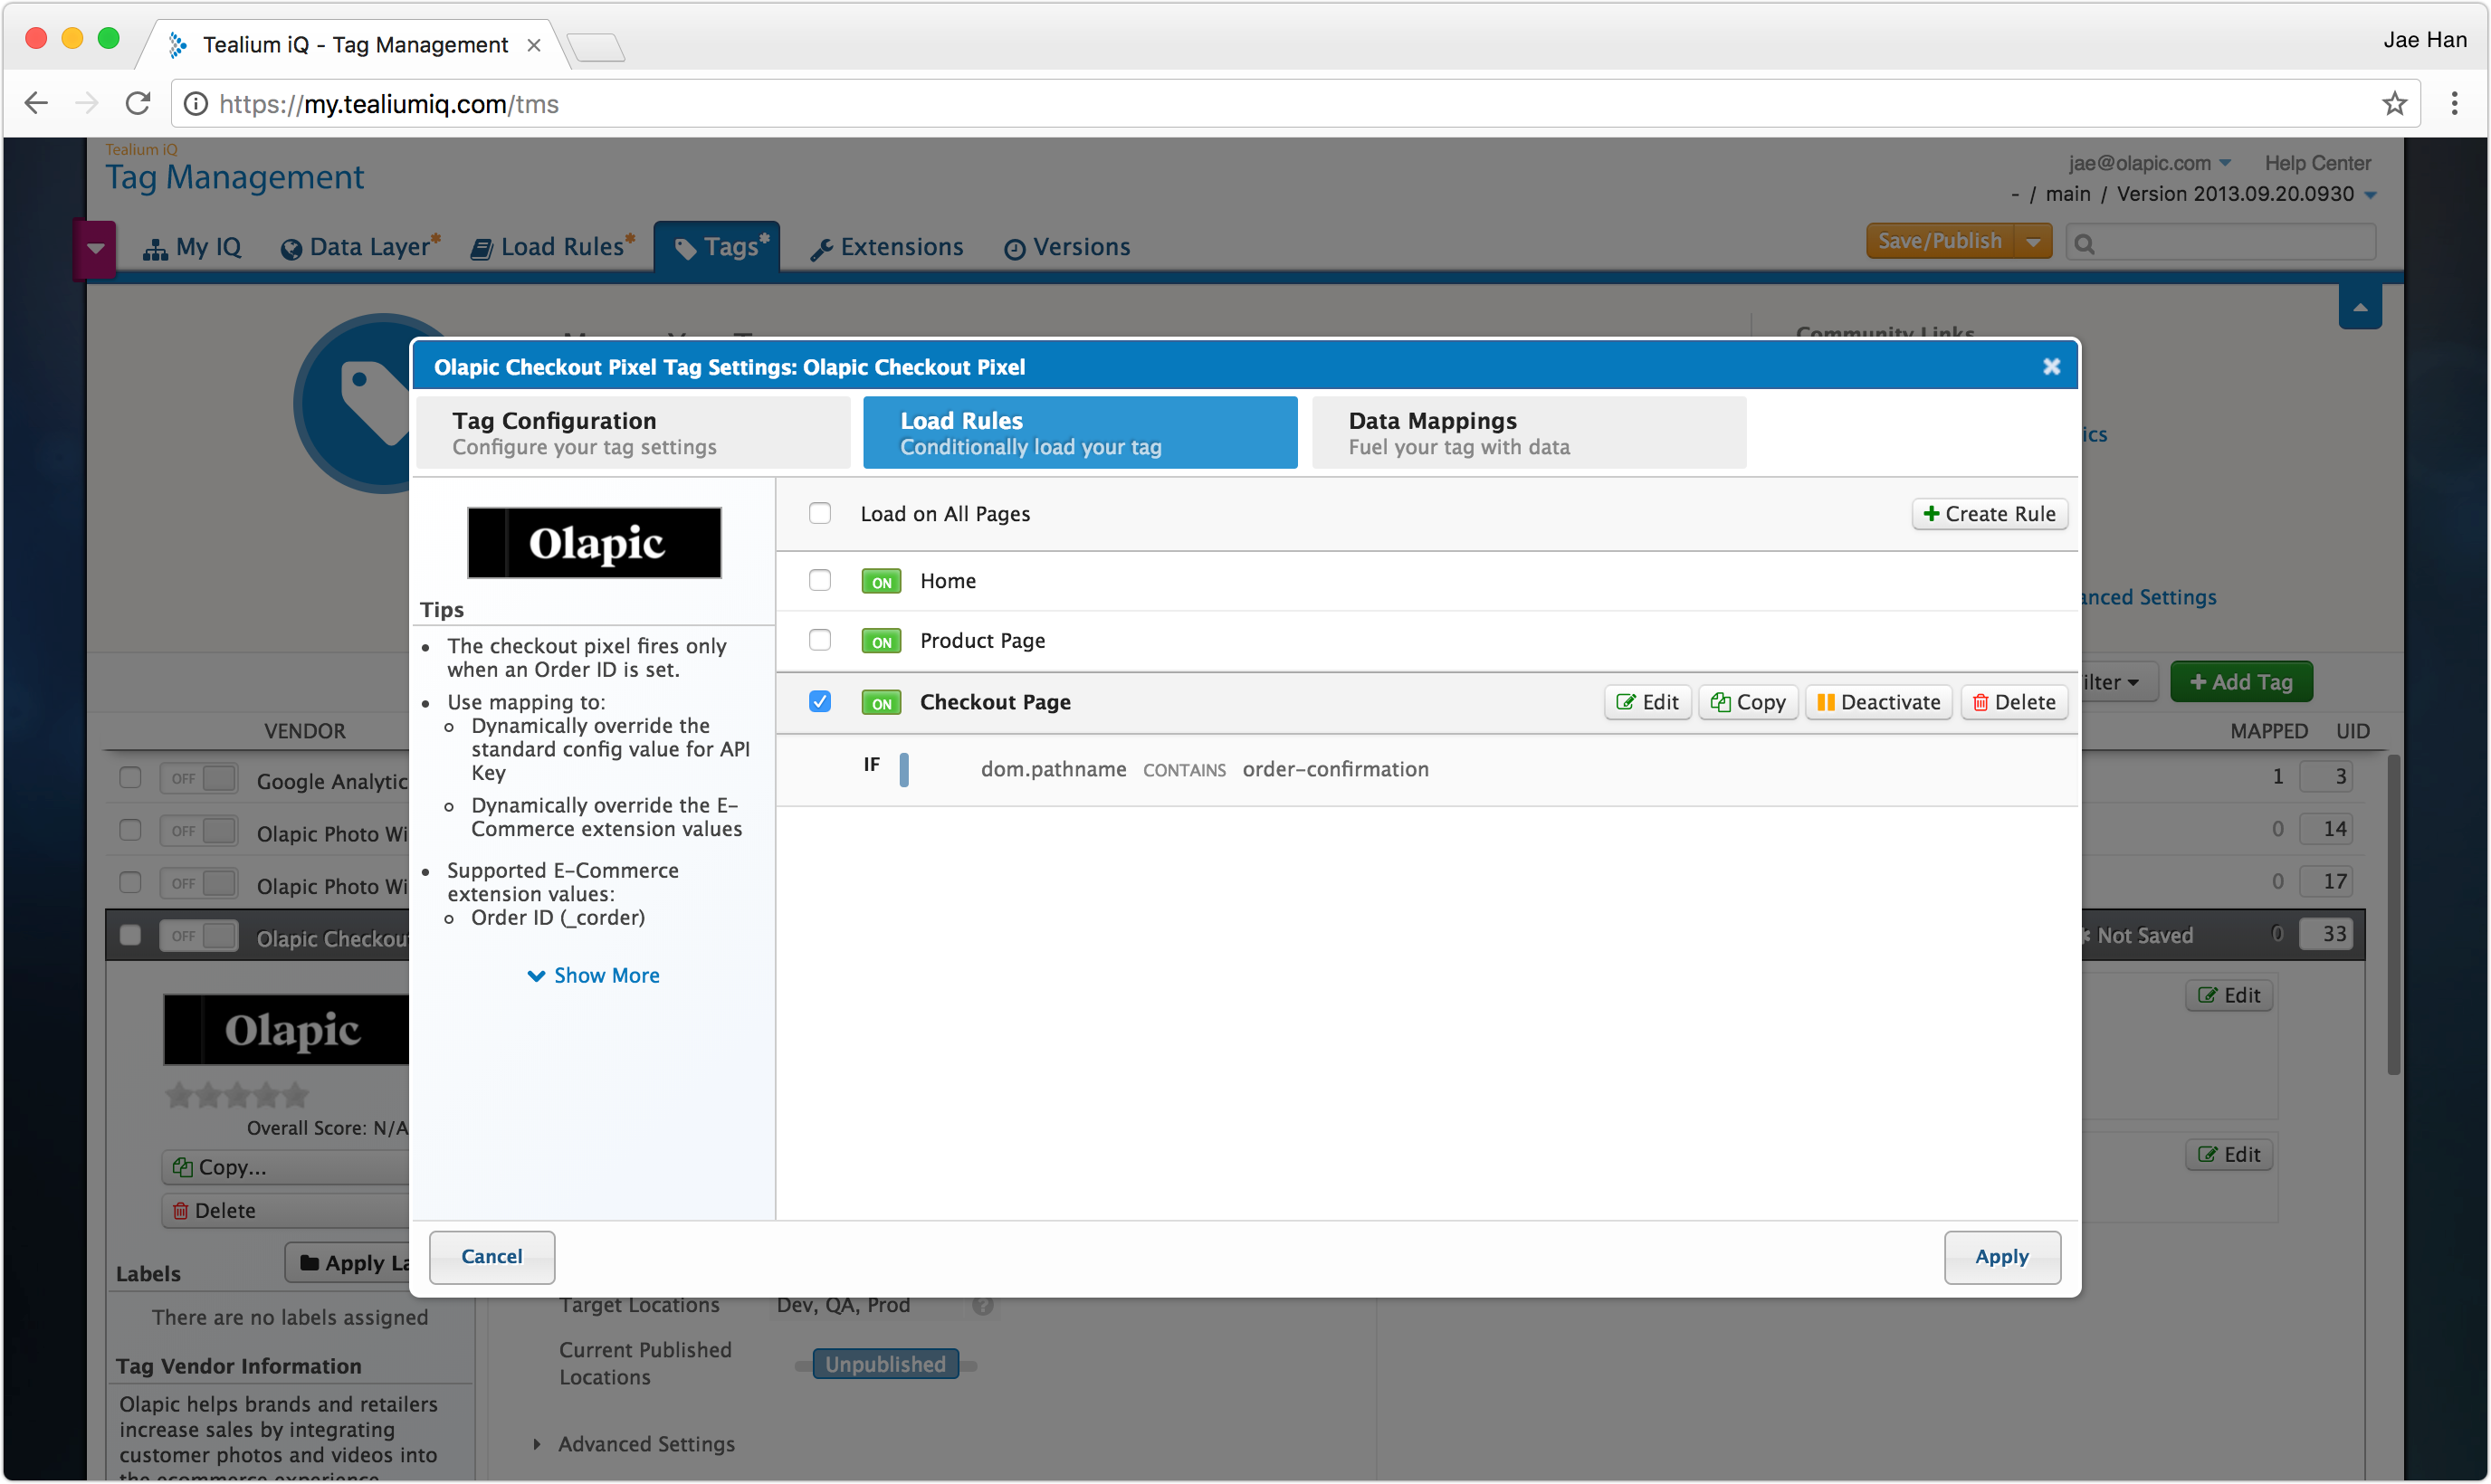 Tealium iQ - Tag Management
Jae Han
https://my.tealiumiq.com/tms
Tealium iQ
Tag Management
jae@olapic.com
Help Center
- / main / Version 2013.09.20.0930
My IQ
Data Layer*
Load Rules*
Tags*
Extensions
Versions
Save/Publish
Community Links
Olapic Checkout Pixel Tag Settings: Olapic Checkout Pixel
Tag Configuration
Configure your tag settings
Load Rules
Conditionally load your tag
Data Mappings
Fuel your tag with data
Olapic
Tips
The checkout pixel fires only
when an Order ID is set.
Use mapping to:
Dynamically override the
standard config value for API
Key
Dynamically override the E-
Commerce extension values
Supported E-Commerce
extension values:
Order ID (_corder)
Show More
Load on All Pages
Create Rule
ON Home
ON Product Page
ON Checkout Page
Edit
Copy
Deactivate
Delete
IF dom.pathname CONTAINS order-confirmation
Cancel
Apply
ics
anced Settings
ilter
Add Tag
VENDOR
MAPPED UID
OFF Google Analytic
1 3
OFF Olapic Photo Wi
0 14
OFF Olapic Photo Wi
0 17
OFF Olapic Checkou
Not Saved 0 33
Olapic
Overall Score: N/A
Copy...
Delete
Edit
Edit
Labels
Apply La
There are no labels assigned
Tag Vendor Information
Olapic helps brands and retailers
increase sales by integrating
customer photos and videos into
the ecommerce experience
Target Locations
Dev, QA, Prod
Current Published
Locations
Unpublished
Advanced Settings